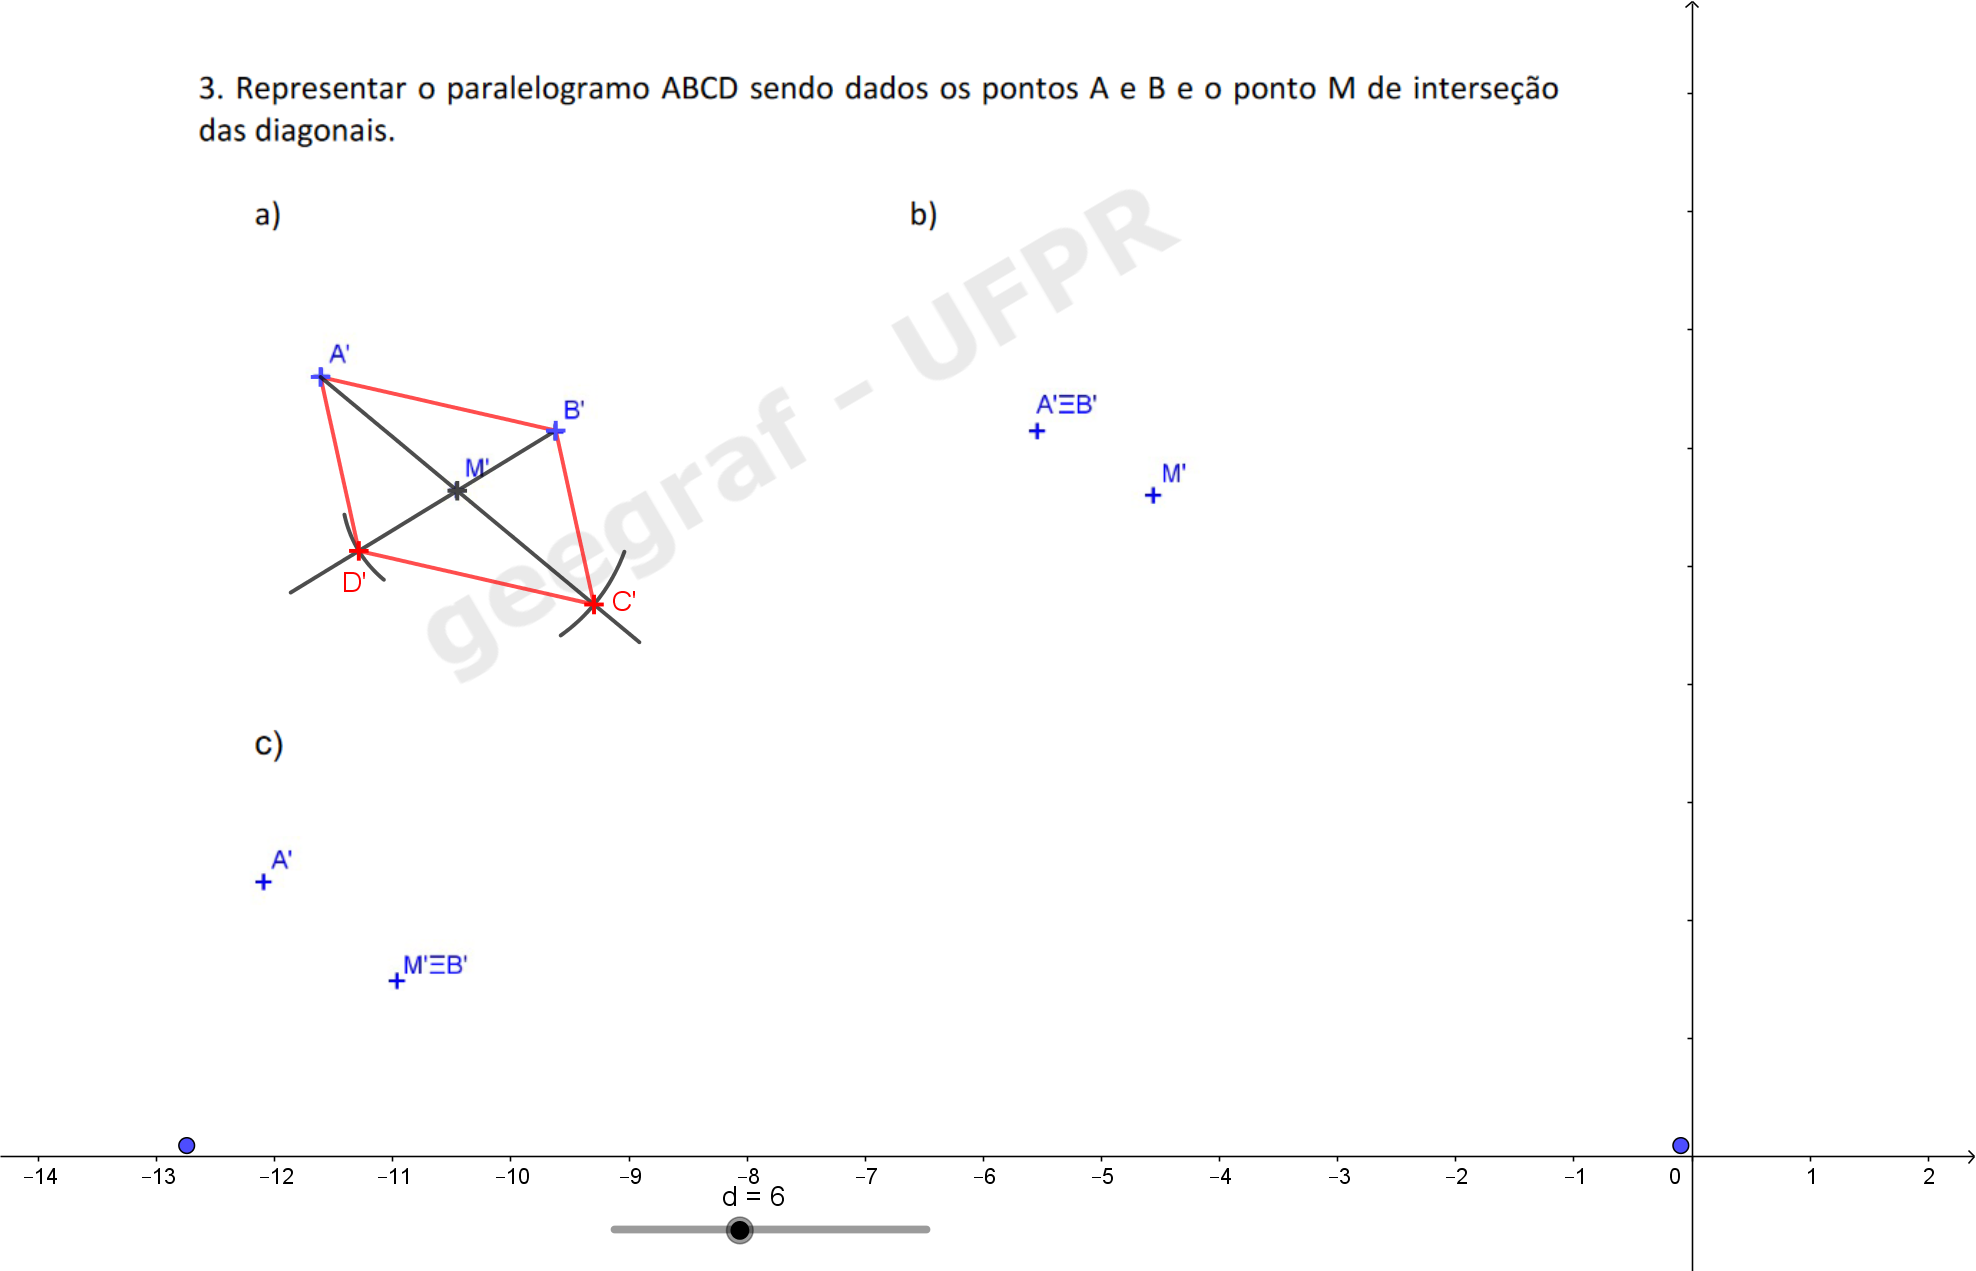 3. Representar o paralelogramo ABCD sendo dados os pontos A e B e o ponto M de interseção
das diagonais.
a)
b)
geegraf - UFPR
A'
B'
M'
D'
C'
A'ΞB'
M'
c)
A'
M'ΞB'
−14 −13 −12 −11 −10 −9 −8 −7 −6 −5 −4 −3 −2 −1 0 1 2
d = 6